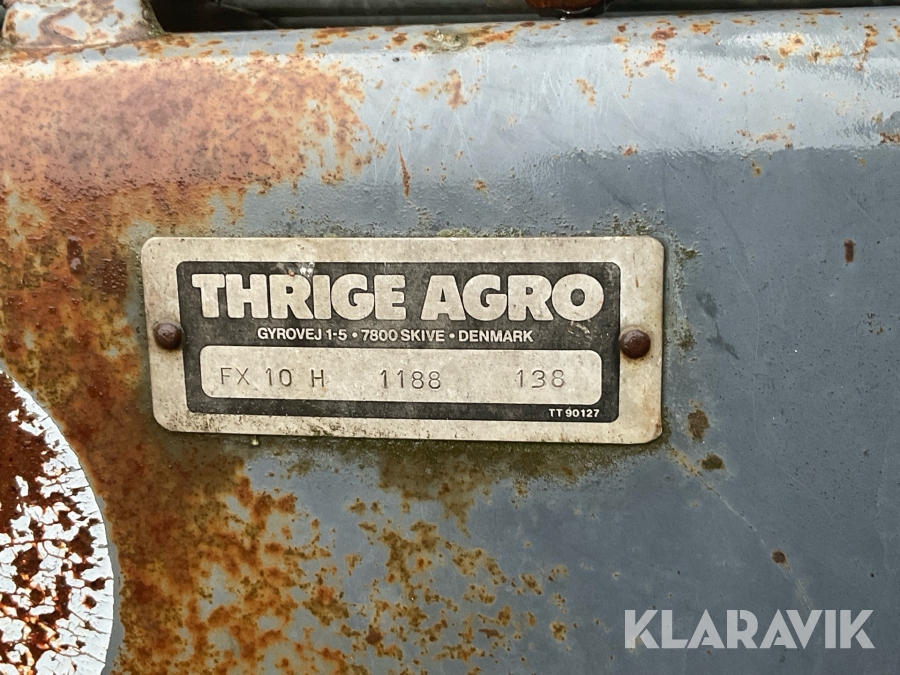 THRIGE AGRO
GYROVEJ 1-5 • 7800 SKIVE • DENMARK
FX 10 H 1188 138
TT 90127
KLARAVIK